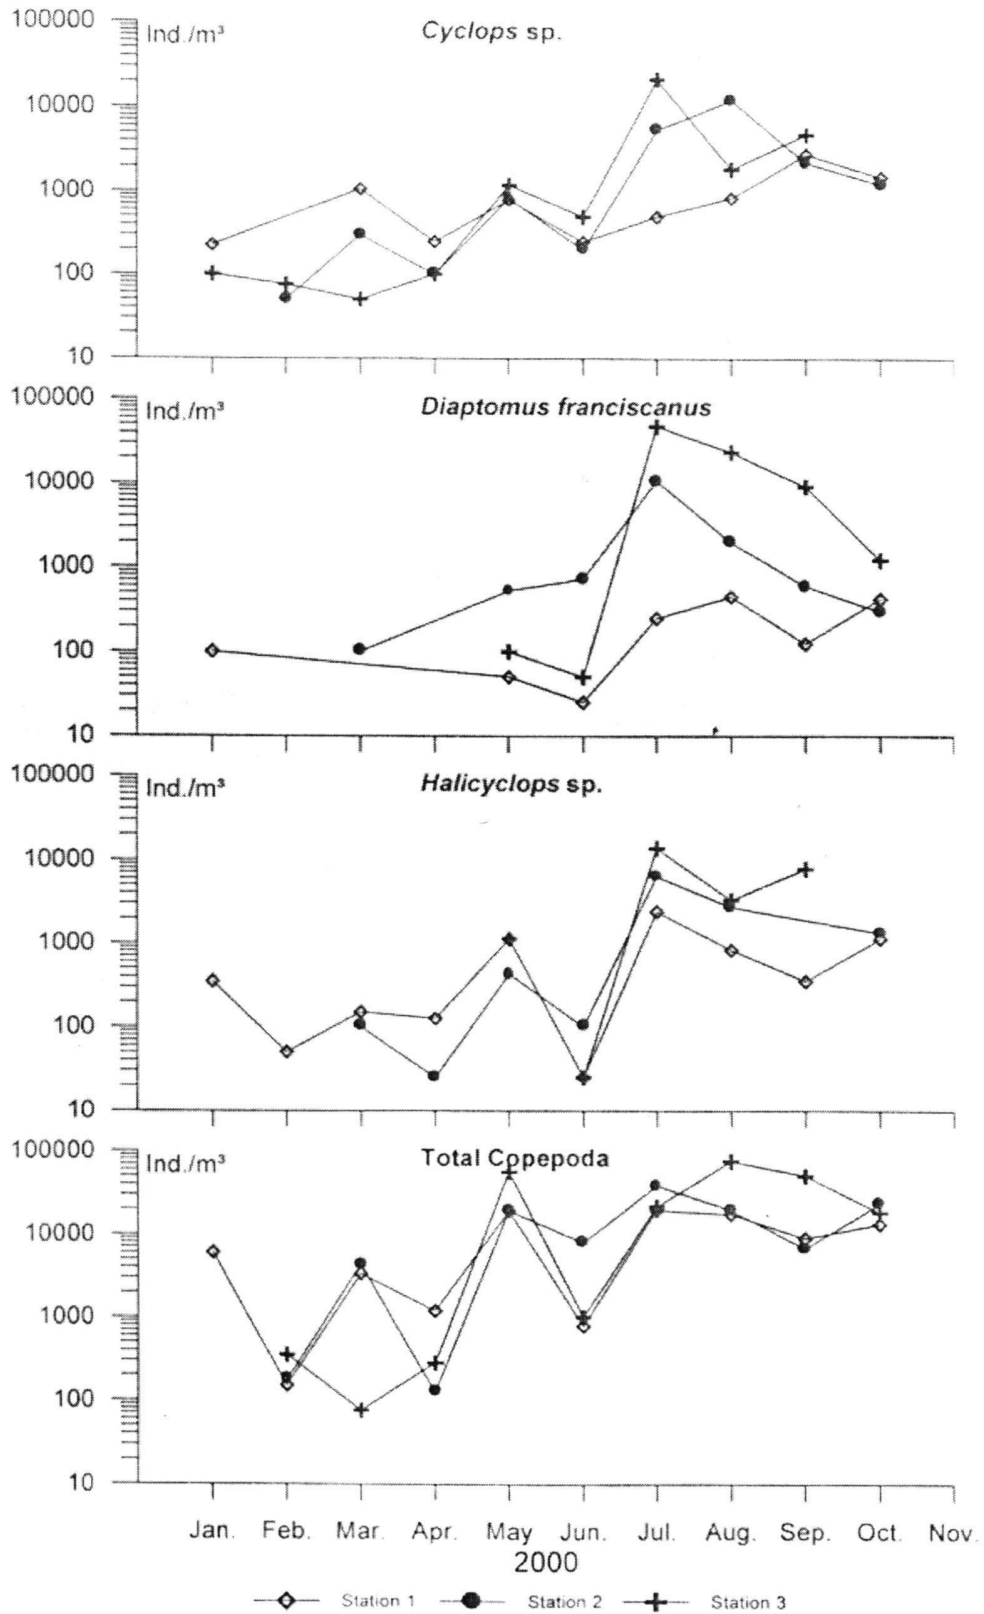 100000
Ind./m³
Cyclops sp.
10000
1000
100
10
100000
Ind./m³
Diaptomus franciscanus
10000
1000
100
10
100000
Ind./m³
Halicyclops sp.
10000
1000
100
10
100000
Ind./m³
Total Copepoda
10000
1000
100
10
Jan. Feb. Mar. Apr. May Jun. Jul. Aug. Sep. Oct. Nov.
2000
Station 1 Station 2 Station 3